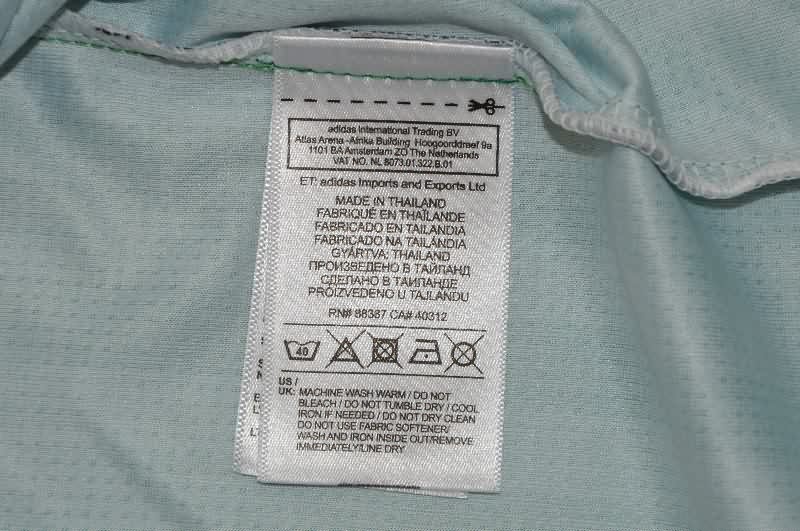 adidas International Trading BV
Atlas Arena -Afrika Building Hoogoorddreef 9a
1101 BA Amsterdam ZO The Netherlands
VAT NO. NL 8073.01.322.B.01
ET: adidas Imports and Exports Ltd
MADE IN THAILAND
FABRIQUÉ EN THAÏLANDE
FABRICADO EN TAILANDIA
FABRICADO NA TAILÂNDIA
GYÁRTVA: THAILAND
ПРОИЗВЕДЕНО В ТАЙЛАНД
СДЕЛАНО В ТАИЛАНДЕ
PROIZVEDENO U TAJLANDU
RN# 88387 CA# 40312
40
US /
UK: MACHINE WASH WARM / DO NOT
BLEACH / DO NOT TUMBLE DRY / COOL
IRON IF NEEDED / DO NOT DRY CLEAN
DO NOT USE FABRIC SOFTENER/
WASH AND IRON INSIDE OUT/REMOVE
IMMEDIATELY/LINE DRY